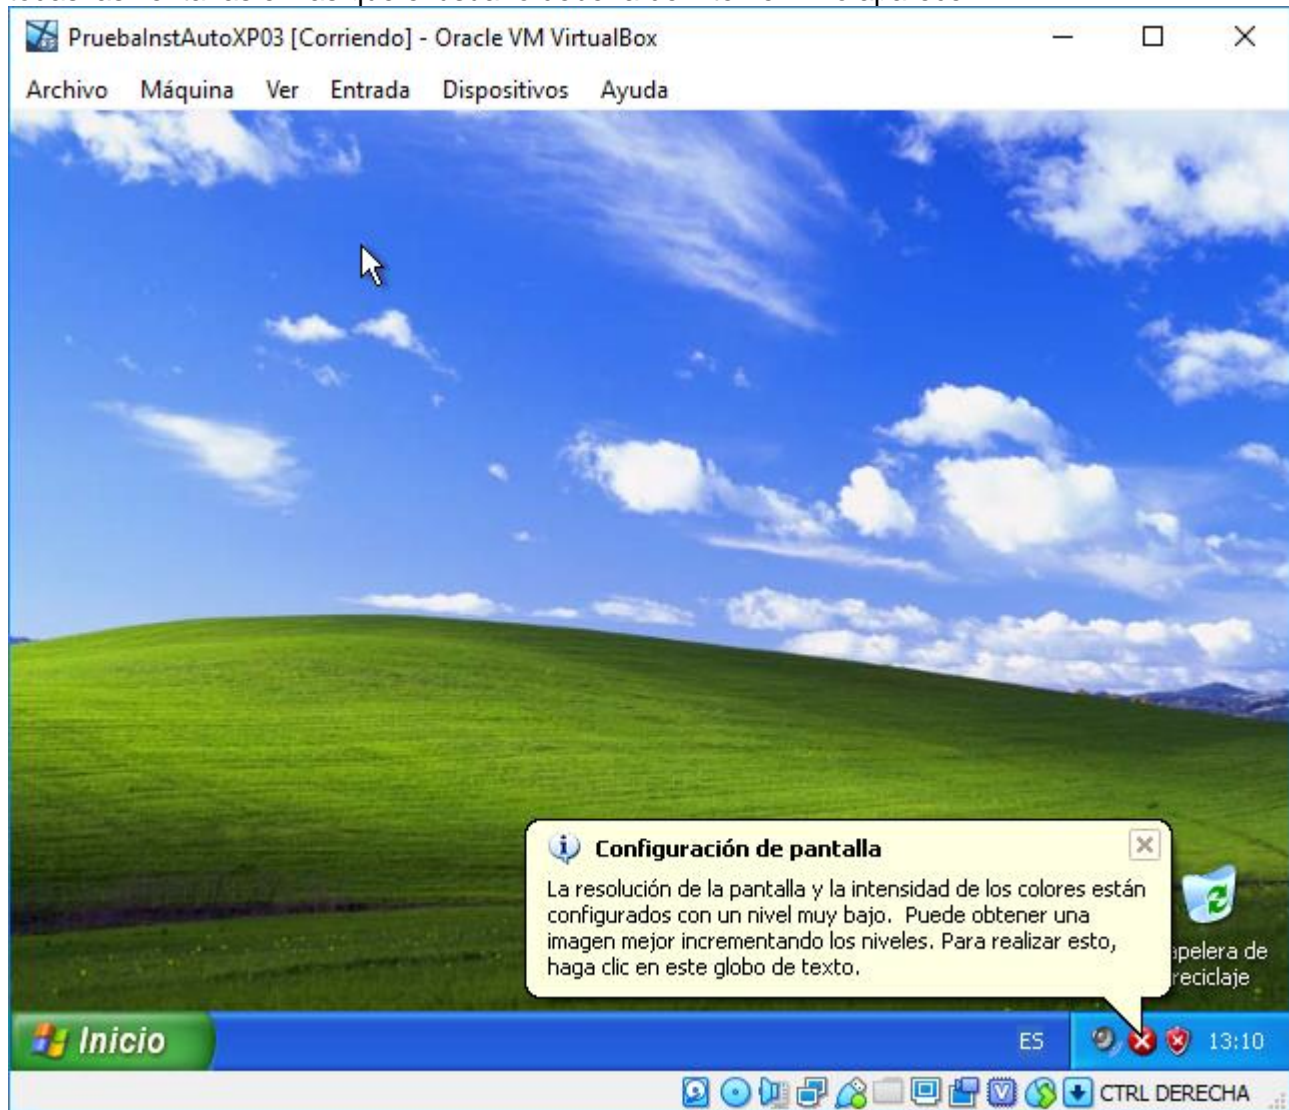 PruebaInstAutoXP03 [Corriendo] - Oracle VM VirtualBox
Archivo Máquina Ver Entrada Dispositivos Ayuda
Configuración de pantalla
La resolución de la pantalla y la intensidad de los colores están
configurados con un nivel muy bajo. Puede obtener una
imagen mejor incrementando los niveles. Para realizar esto,
haga clic en este globo de texto.
apelera de
reciclaje
Inicio
ES
13:10
CTRL DERECHA